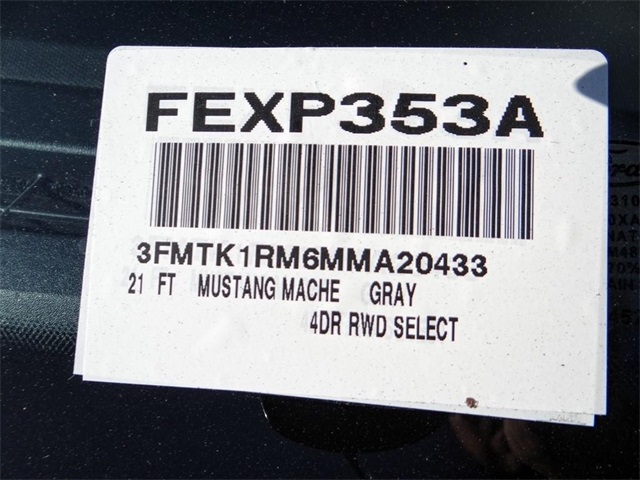 FEXP353A
3FMTK1RM6MMA20433
21 FT MUSTANG MACHE GRAY
4DR RWD SELECT